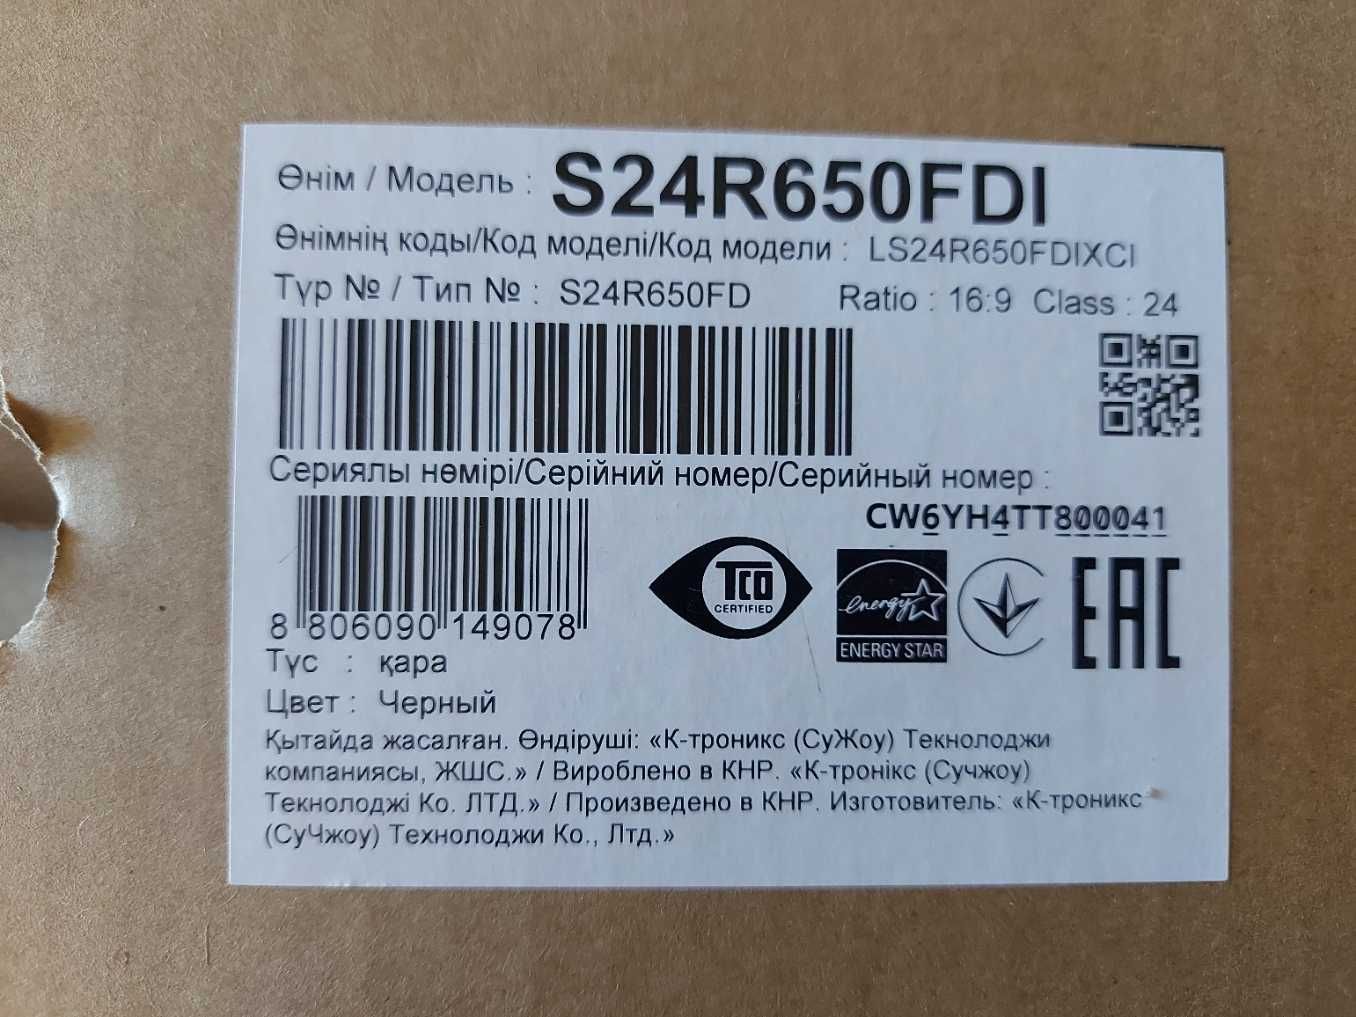 Өнім / Модель : S24R650FDI
Өнімнің коды/Код моделі/Код модели : LS24R650FDIXCI
Түр № / Тип № : S24R650FD Ratio : 16:9 Class : 24
Сериялы нөмірі/Серійний номер/Серийный номер :
CW6YH4TT800041
TCO
CERTIFIED
energy
ENERGY STAR
EAC
8 806090 149078
Түс : қара
Цвет : Черный
Қытайда жасалған. Өндіруші: «К-троникс (СуЖоу) Текнолоджи
компаниясы, ЖШС.» / Вироблено в КНР. «К-тронікс (Сучжоу)
Текнолоджі Ко. ЛТД.» / Произведено в КНР. Изготовитель: «К-троникс
(СуЧжоу) Технолоджи Ко., Лтд.»